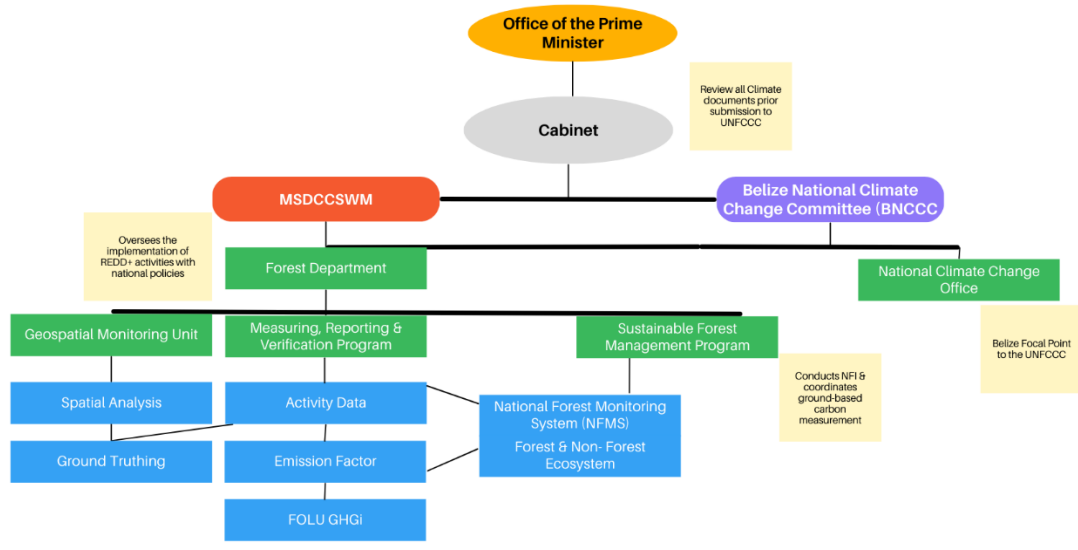 Office of the Prime
Minister
Review all Climate
documents prior
submission to
UNFCCC
Cabinet
MSDCCSWM
Belize National Climate
Change Committee (BNCCC
Oversees the
implementation of
REDD+ activities with
national policies
Forest Department
National Climate Change
Office
Geospatial Monitoring Unit
Measuring, Reporting &
Verification Program
Sustainable Forest
Management Program
Belize Focal Point
to the UNFCCC
Conducts NFI &
coordinates
ground-based
carbon
measurement
Spatial Analysis
Activity Data
National Forest Monitoring
System (NFMS)
Forest & Non- Forest
Ecosystem
Ground Truthing
Emission Factor
FOLU GHGi